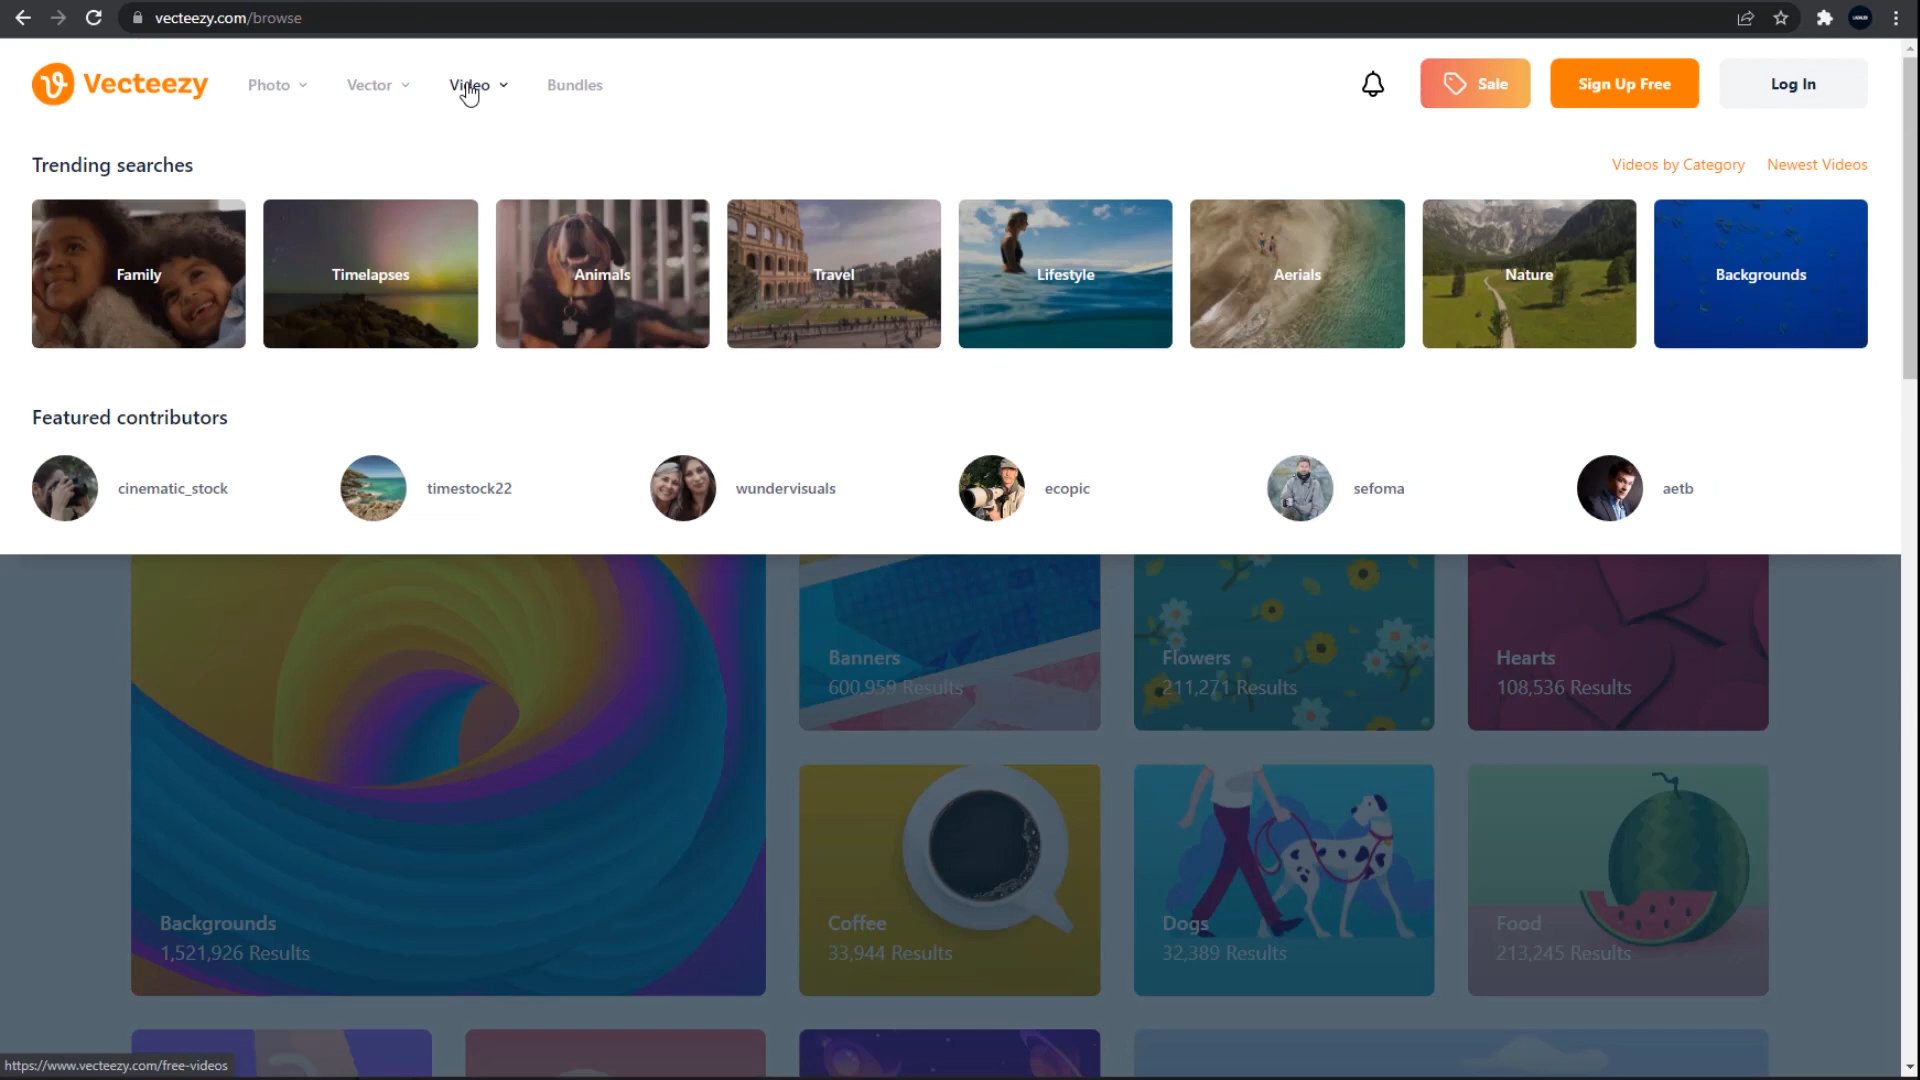 vecteezy.com/browse
Vecteezy
Photo
Vector
Video
Bundles
Sale
Sign Up Free
Log In
Trending searches
Videos by Category
Newest Videos
Family
Timelapses
Animals
Travel
Lifestyle
Aerials
Nature
Backgrounds
Featured contributors
cinematic_stock
timestock22
wundervisuals
ecopic
sefoma
aetb
Banners
600,959 Results
Flowers
211,271 Results
Hearts
108,536 Results
Backgrounds
1,521,926 Results
Coffee
33,944 Results
Dogs
32,389 Results
Food
213,245 Results
https://www.vecteezy.com/free-videos